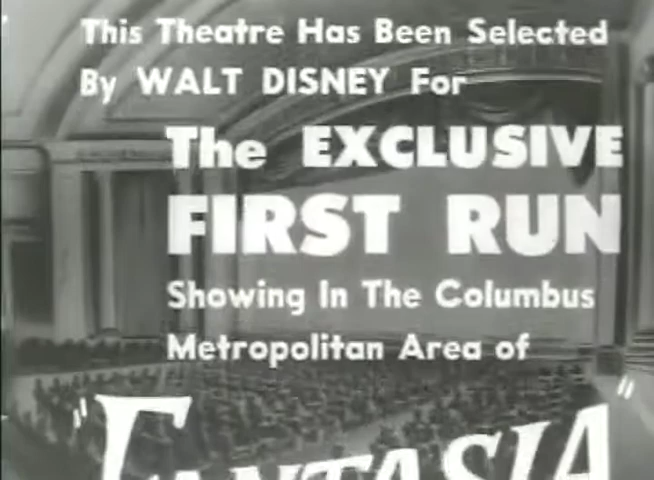 This Theatre Has Been Selected
By WALT DISNEY For
The EXCLUSIVE
FIRST RUN
Showing In The Columbus
Metropolitan Area of
"FANTASIA"